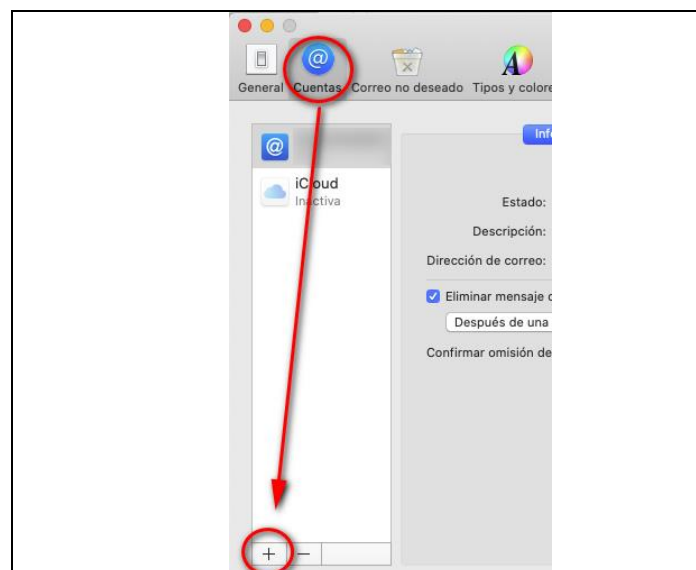 General Cuentas Correo no deseado Tipos y colore
Inf
iCloud
Inactiva
Estado:
Descripción:
Dirección de correo:
Eliminar mensaje d
Después de una
Confirmar omisión de